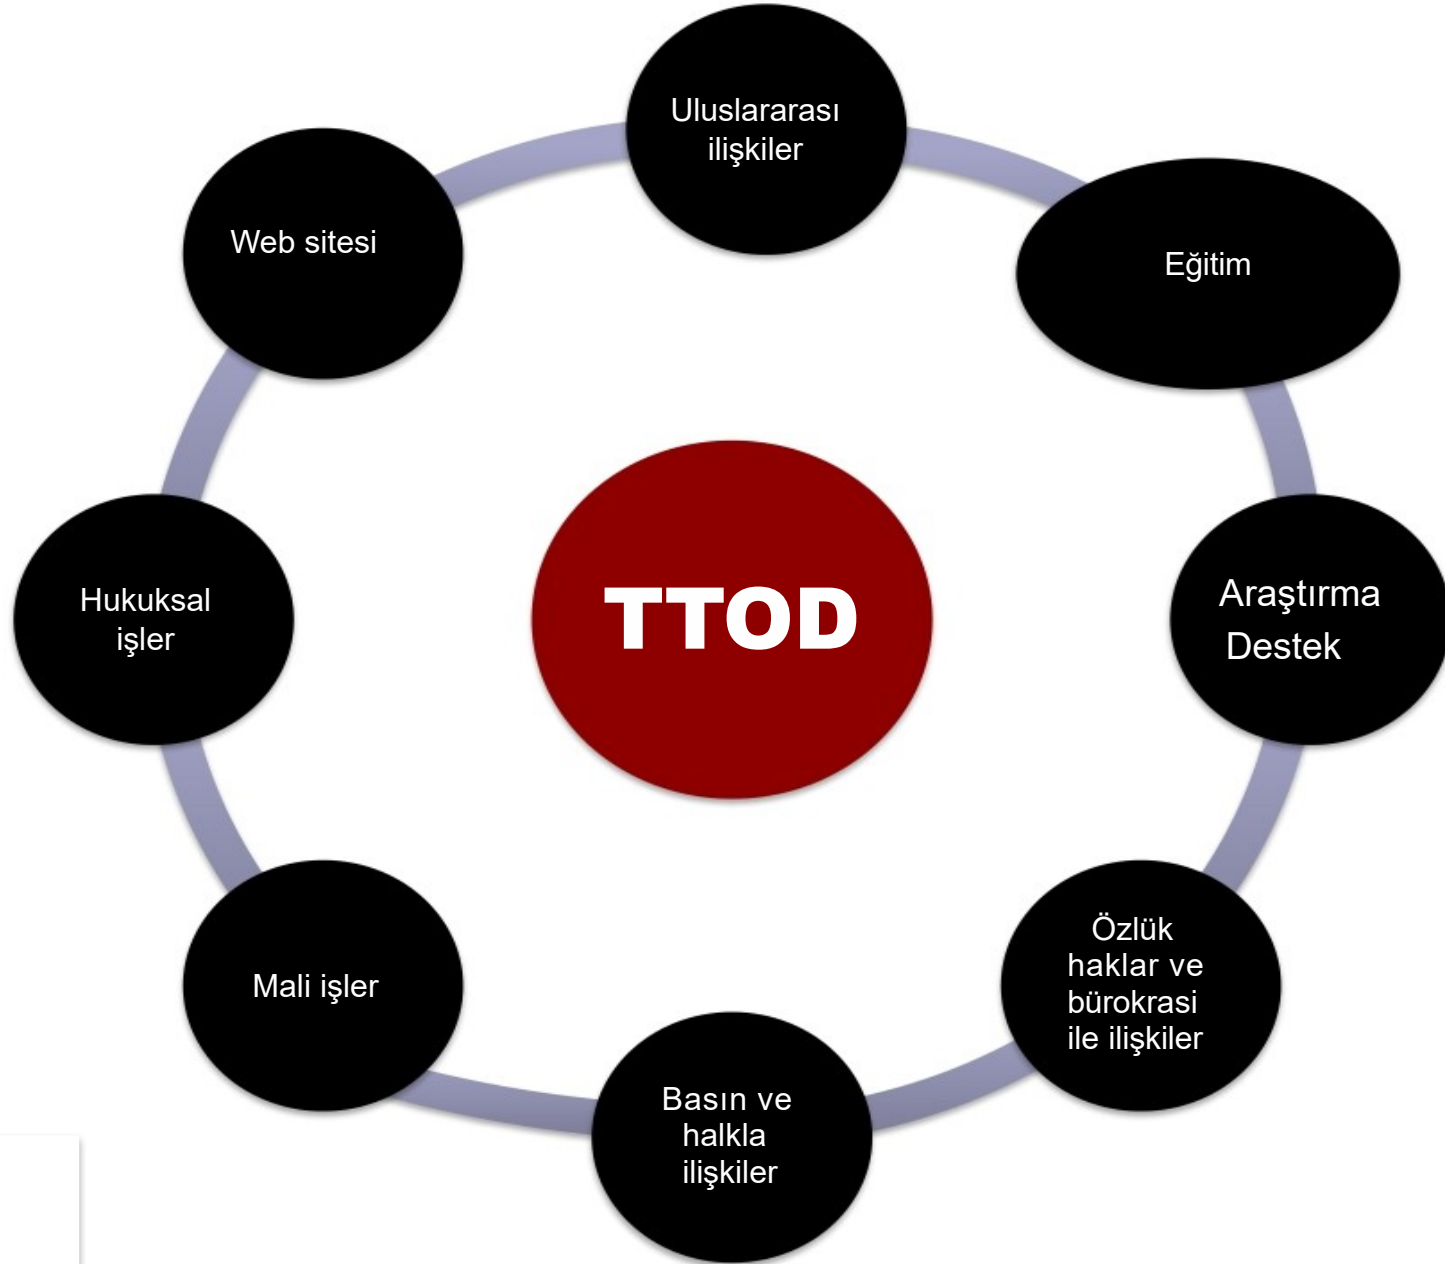 Uluslararası
ilişkiler
Web sitesi
Eğitim
TTOD
Hukuksal
işler
Araştırma
Destek
Mali işler
Özlük
haklar ve
bürokrasi
ile ilişkiler
Basın ve
halkla
ilişkiler